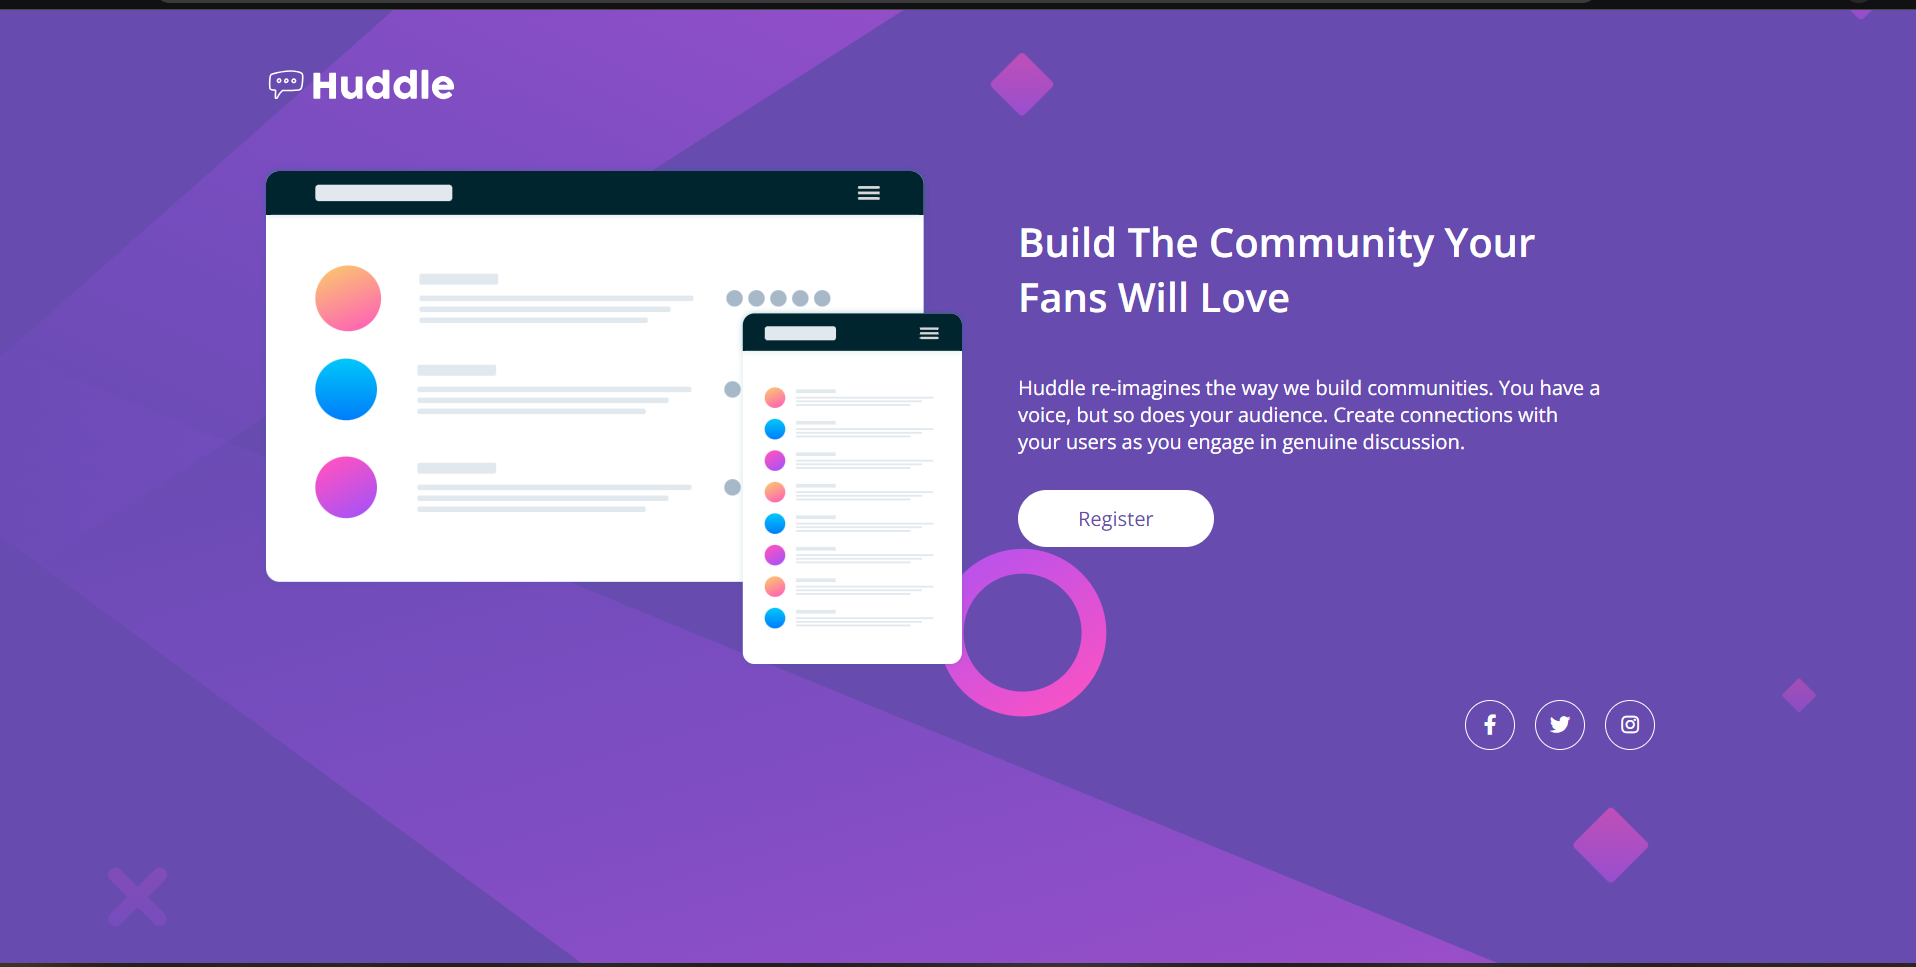 Huddle
Build The Community Your
Fans Will Love
Huddle re-imagines the way we build communities. You have a
voice, but so does your audience. Create connections with
your users as you engage in genuine discussion.
Register